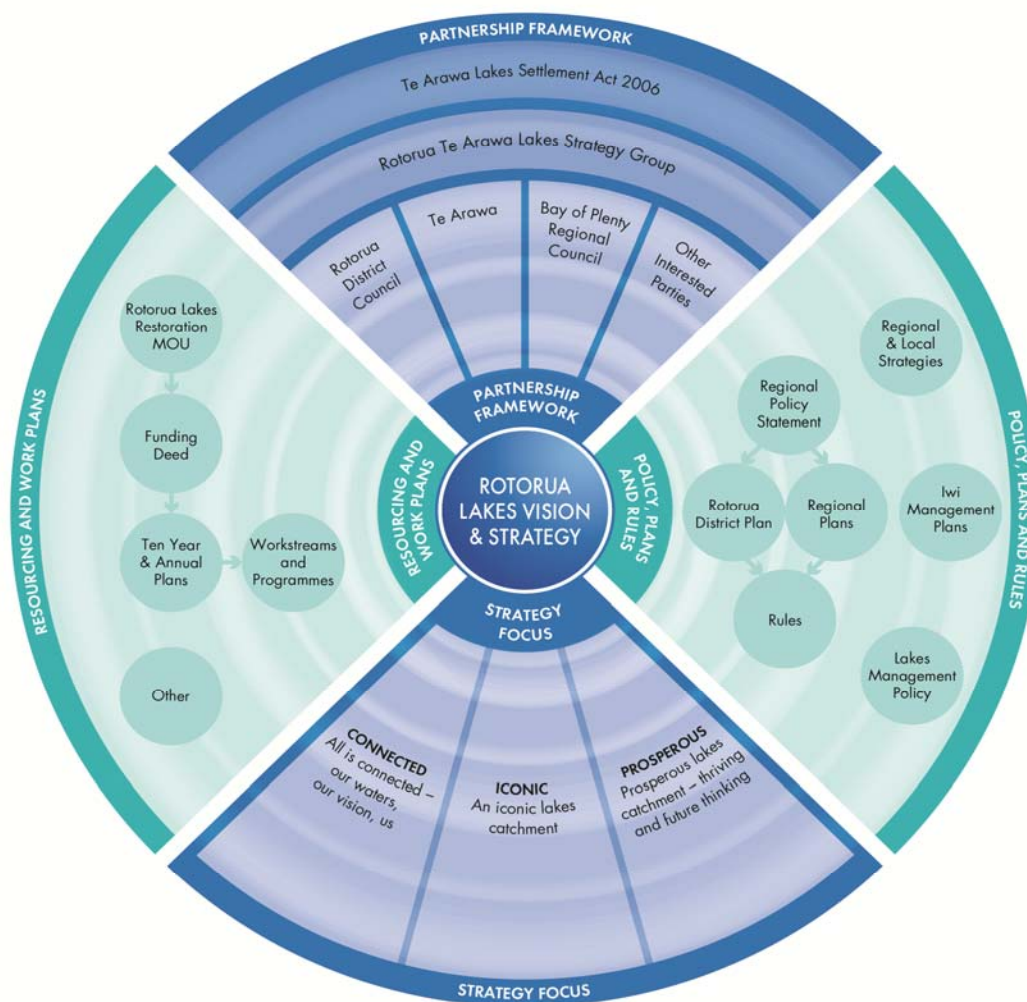 PARTNERSHIP FRAMEWORK
Te Arawa Lakes Settlement Act 2006
Rotorua Te Arawa Lakes Strategy Group
Rotorua
District
Council
Te Arawa
Bay of Plenty
Regional
Council
Other
Interested
Parties
PARTNERSHIP
FRAMEWORK
RESOURCING AND WORK PLANS
Rotorua Lakes
Restoration
MOU
Funding
Deed
Ten Year
& Annual
Plans
Workstreams
and
Programmes
Other
RESOURCING AND
WORK PLANS
ROTORUA
LAKES VISION
& STRATEGY
POLICY, PLANS
AND RULES
Regional
& Local
Strategies
Regional
Policy
Statement
Rotorua
District Plan
Regional
Plans
Iwi
Management
Plans
Rules
Lakes
Management
Policy
POLICY, PLANS AND RULES
STRATEGY
FOCUS
CONNECTED
All is connected –
our waters,
our vision, us
ICONIC
An iconic lakes
catchment
PROSPEROUS
Prosperous lakes
catchment – thriving
and future thinking
STRATEGY FOCUS